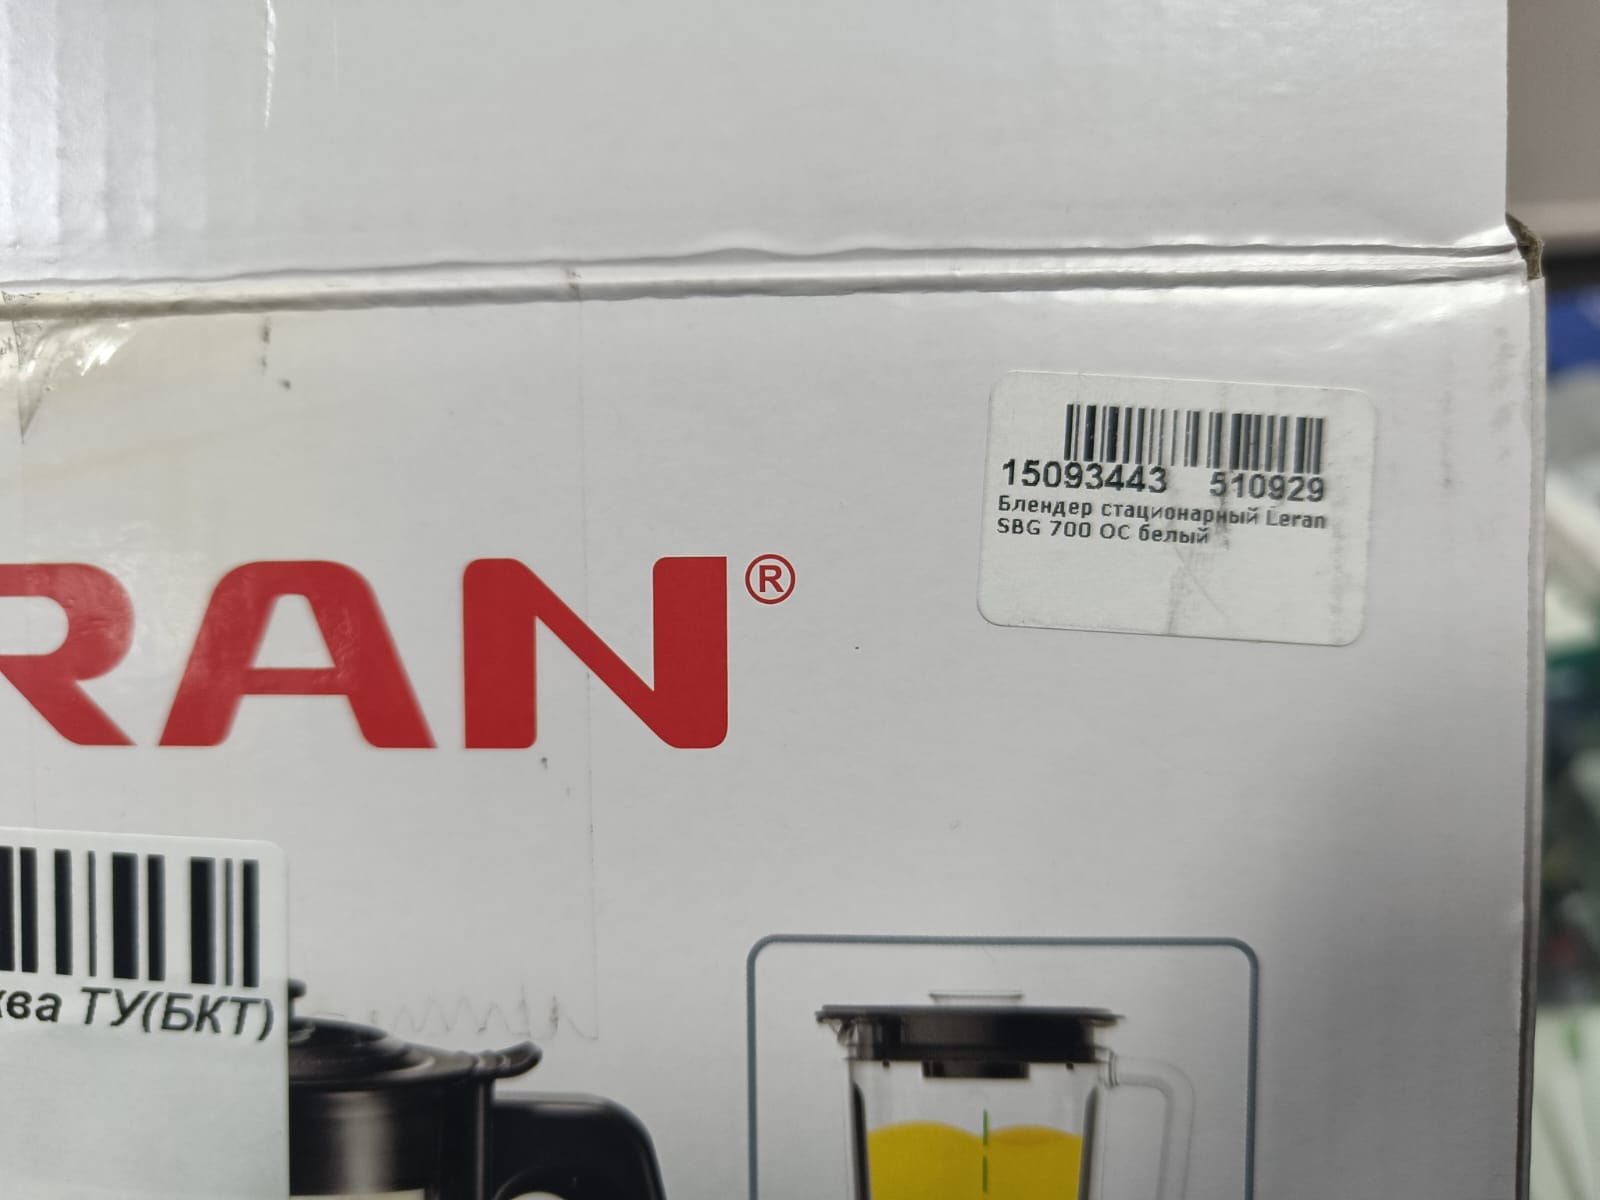 15093443 510929
Блендер стационарный Leran
SBG 700 OC белый
RAN®
ква ТУ(БКТ)